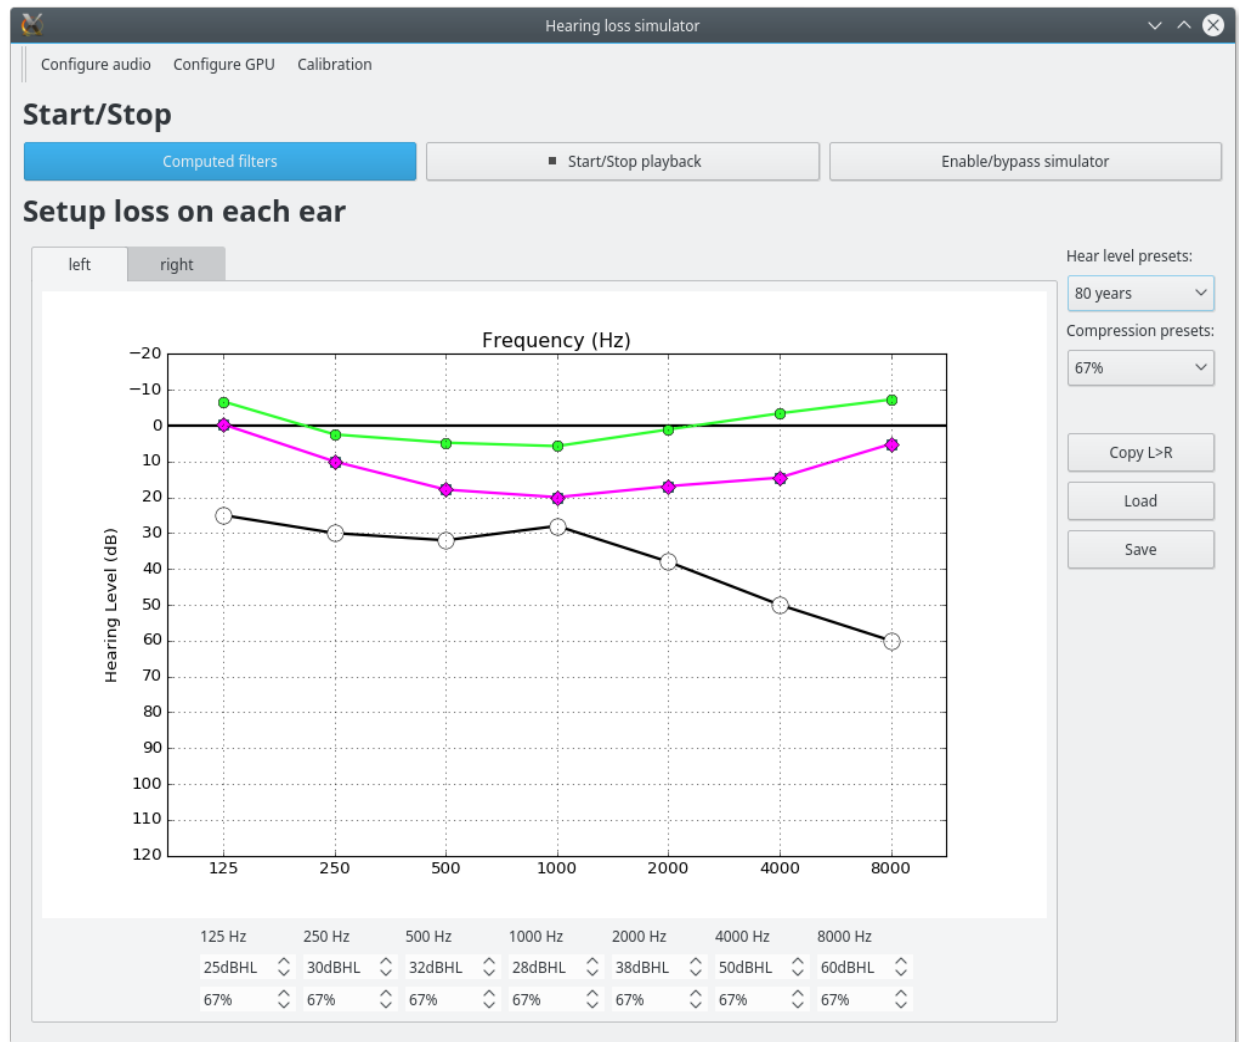 Hearing loss simulator
Configure audio Configure GPU Calibration
Start/Stop
Computed filters Start/Stop playback Enable/bypass simulator
Setup loss on each ear
left right
Hear level presets:
80 years
Compression presets:
67%
Copy L>R
Load
Save
Frequency (Hz)
Hearing Level (dB)
−20
−10
0
10
20
30
40
50
60
70
80
90
100
110
120
125 250 500 1000 2000 4000 8000
125 Hz 250 Hz 500 Hz 1000 Hz 2000 Hz 4000 Hz 8000 Hz
25dBHL 30dBHL 32dBHL 28dBHL 38dBHL 50dBHL 60dBHL
67% 67% 67% 67% 67% 67% 67%